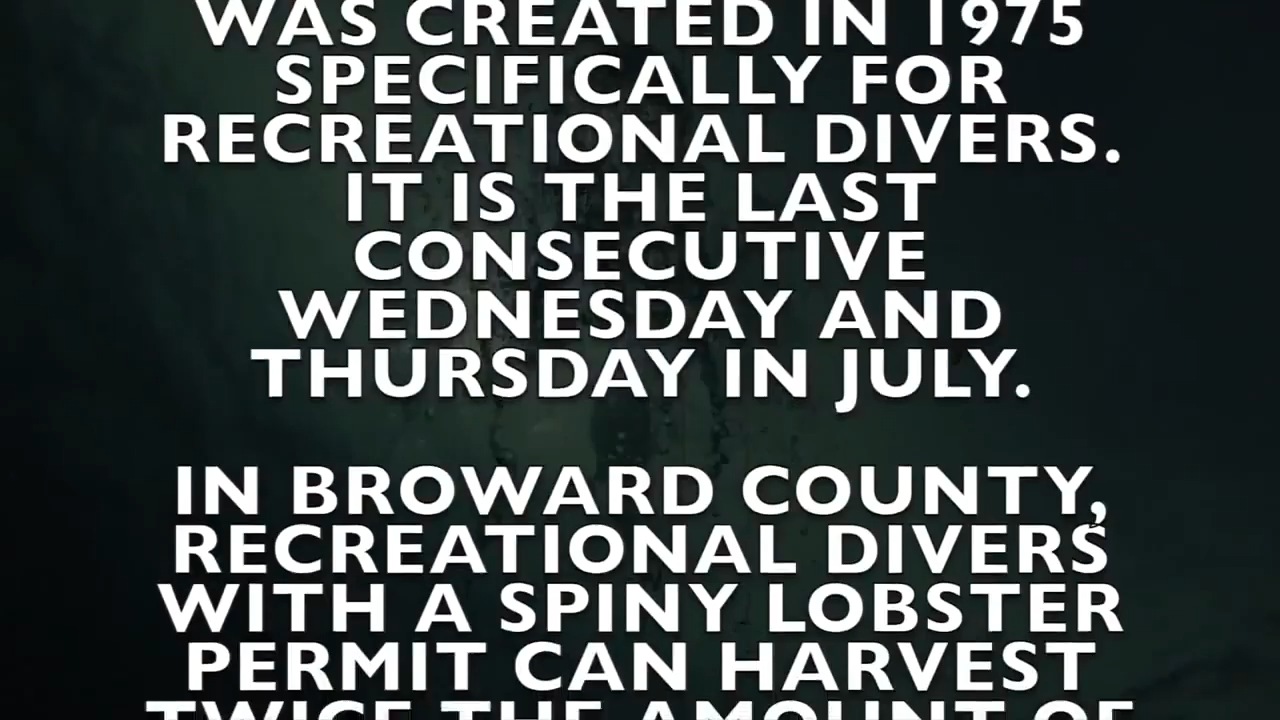 WAS CREATED IN 1975
SPECIFICALLY FOR
RECREATIONAL DIVERS.
IT IS THE LAST
CONSECUTIVE
WEDNESDAY AND
THURSDAY IN JULY.
IN BROWARD COUNTY,
RECREATIONAL DIVERS
WITH A SPINY LOBSTER
PERMIT CAN HARVEST
TWICE THE AMOUNT OF